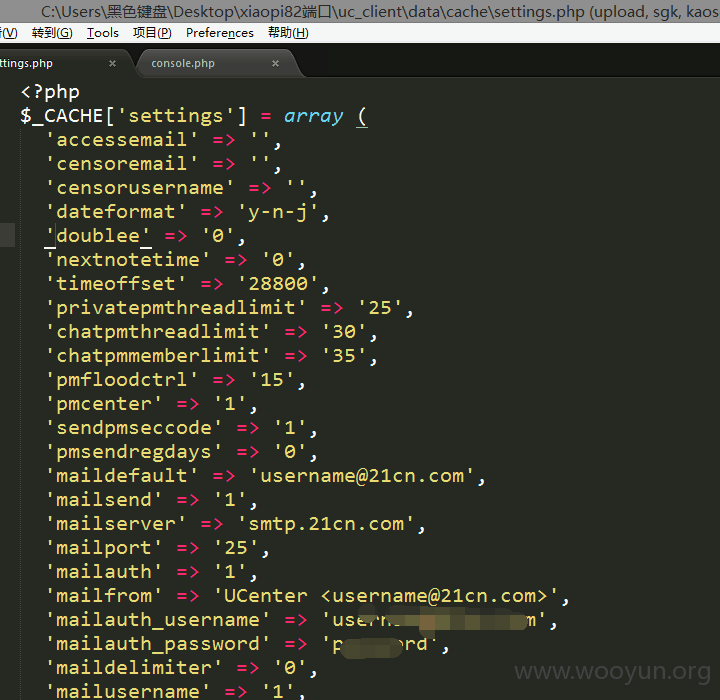 C:\Users\黑色键盘\Desktop\xiaopi82端口\uc_client\data\cache\settings.php (upload, sgk, kaos
(V) 转到(G) Tools 项目(P) Preferences 帮助(H)
ttings.php × console.php ×
<?php
$_CACHE['settings'] = array (
'accessemail' => '',
'censoremail' => '',
'censorusername' => '',
'dateformat' => 'y-n-j',
'doublee' => '0',
'nextnotetime' => '0',
'timeoffset' => '28800',
'privatepmthreadlimit' => '25',
'chatpmthreadlimit' => '30',
'chatpmmemberlimit' => '35',
'pmfloodctrl' => '15',
'pmcenter' => '1',
'sendpmseccode' => '1',
'pmsendregdays' => '0',
'maildefault' => 'username@21cn.com',
'mailsend' => '1',
'mailserver' => 'smtp.21cn.com',
'mailport' => '25',
'mailauth' => '1',
'mailfrom' => 'UCenter <username@21cn.com>',
'mailauth_username' =>
'mailauth_password' =>
'maildelimiter' => '0',
'mailusername' => '1',
www.wooyun.org